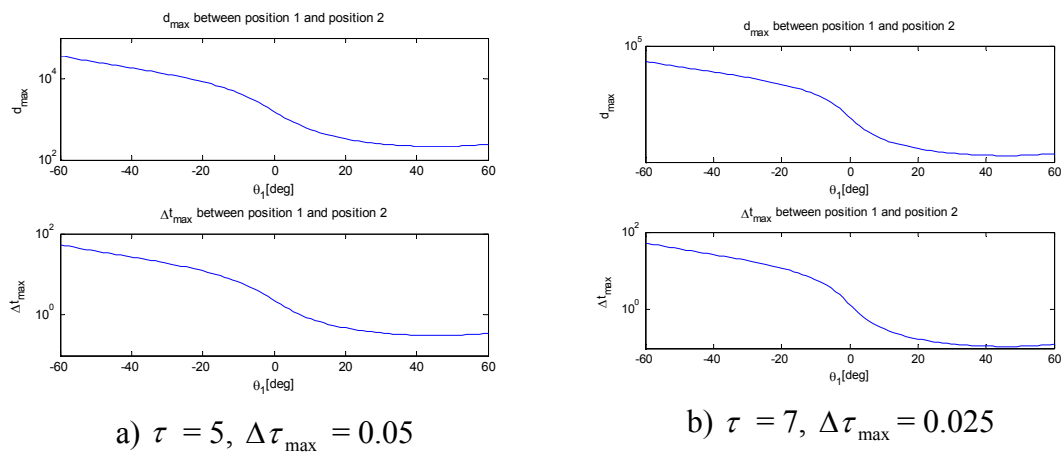 d_max between position 1 and position 2
d_max
10^4
10^2
-60 -40 -20 0 20 40 60
θ_1[deg]
Δt_max between position 1 and position 2
Δt_max
10^2
10^0
-60 -40 -20 0 20 40 60
θ_1[deg]
a) τ = 5, Δτ_max = 0.05
d_max between position 1 and position 2
d_max
10^5
-60 -40 -20 0 20 40 60
θ_1[deg]
Δt_max between position 1 and position 2
Δt_max
10^2
10^0
-60 -40 -20 0 20 40 60
θ_1[deg]
b) τ = 7, Δτ_max = 0.025